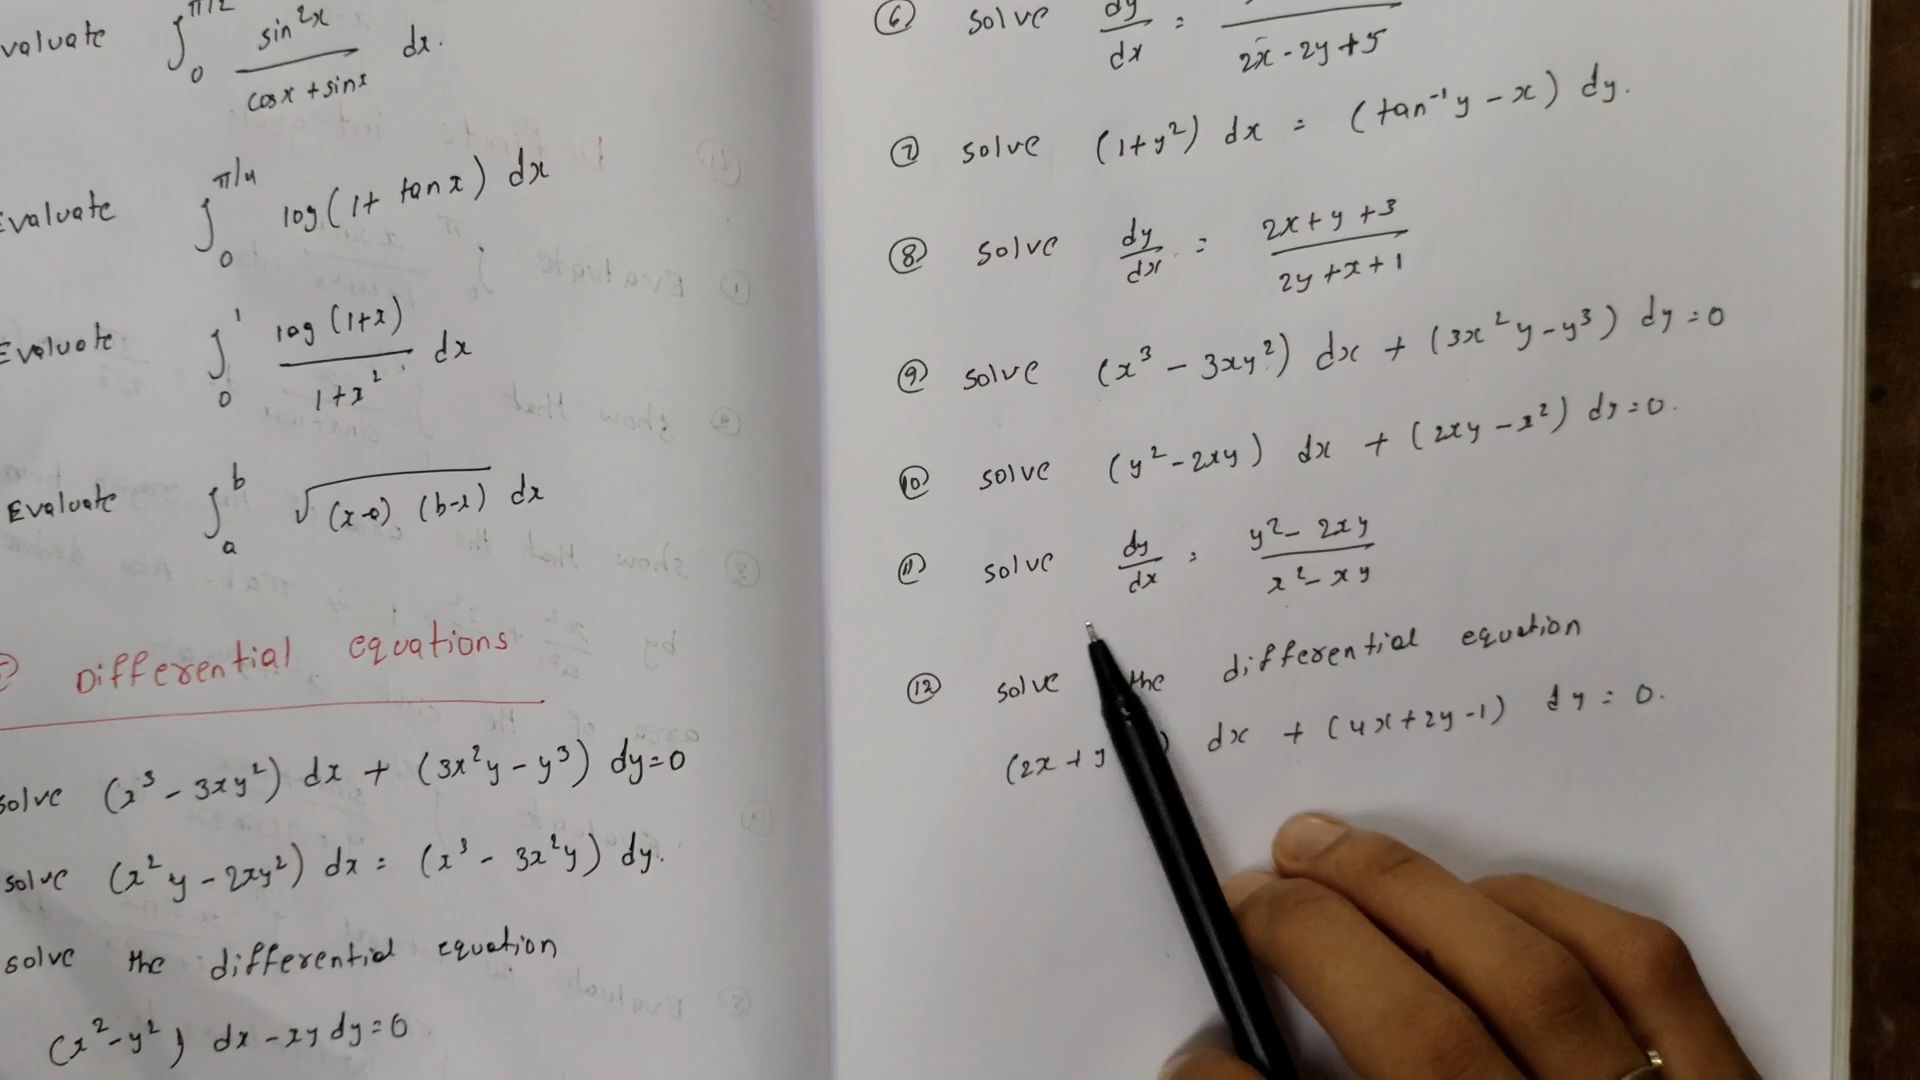 valuate ∫₀^π/2 sin²x / cosx + sinx dx.
Evaluate ∫₀^π/4 log(1 + tanx) dx
Evaluate ∫₀¹ log(1+x) / 1+x² dx
Evaluate ∫ₐᵇ √(x-a) (b-x) dx
Differential equations
solve (x³ - 3xy²) dx + (3x²y - y³) dy=0
solve (x²y - 2xy²) dx = (x³ - 3x²y) dy.
solve the differential equation
(x²-y²) dx - xy dy=0
⑥ solve dy/dx = / 2x - 2y + 5
⑦ solve (1+y²) dx = (tan⁻¹y - x) dy.
⑧ solve dy/dx = 2x + y + 3 / 2y + x + 1
⑨ solve (x³ - 3xy²) dx + (3x²y - y³) dy = 0
⑩ solve (y² - 2xy) dx + (2xy - x²) dy = 0.
⑪ solve dy/dx = y² - 2xy / x² - xy
⑫ solve the differential equation
(2x + y ) dx + (4x + 2y - 1) dy = 0.